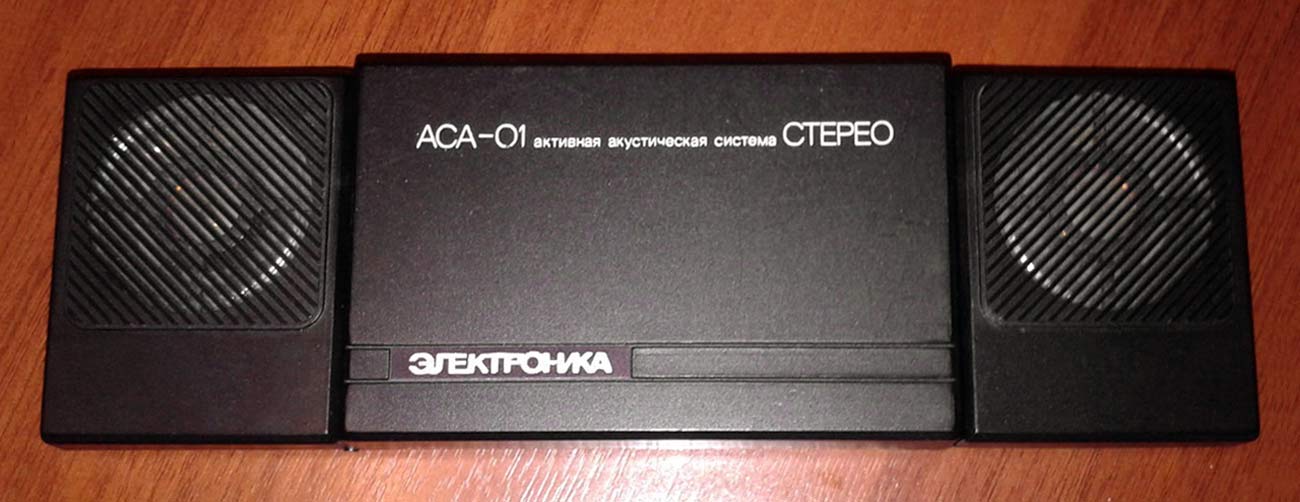 АСА-01 активная акустическая система СТЕРЕО
ЭЛЕКТРОНИКА